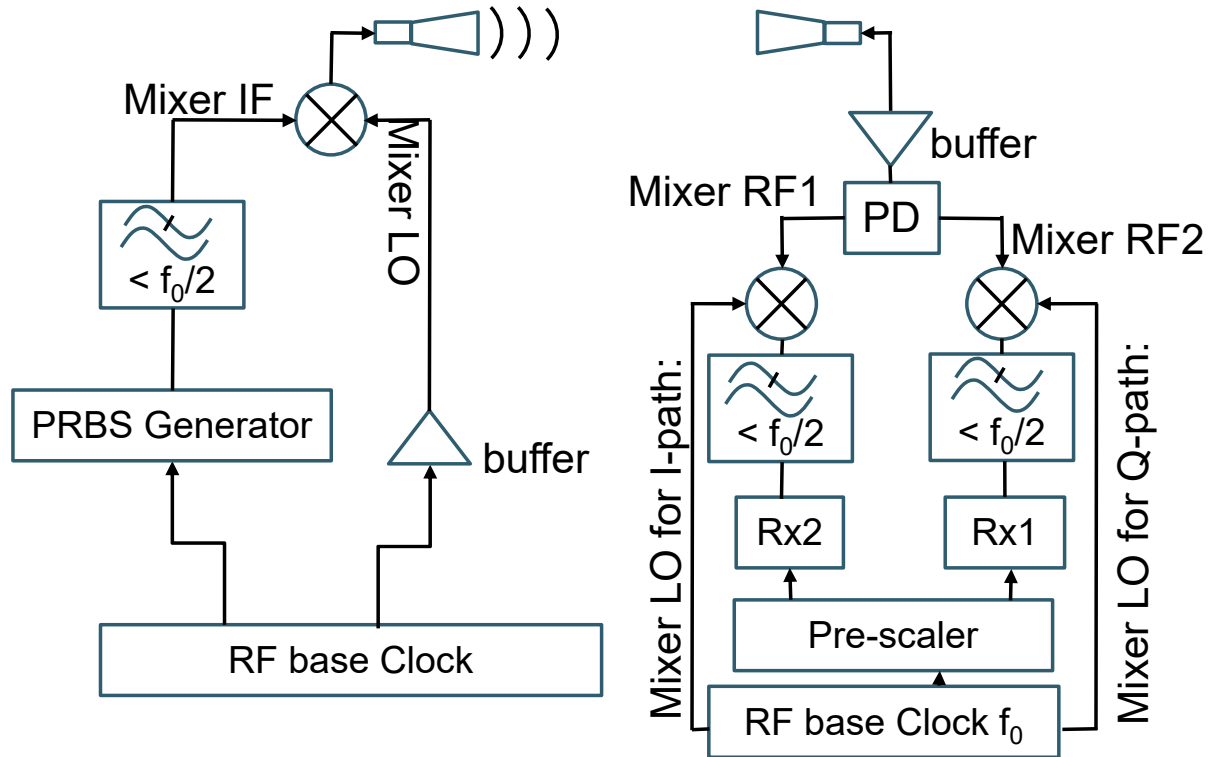 Mixer IF
Mixer LO
< f₀/2
PRBS Generator
buffer
RF base Clock
buffer
Mixer RF1
PD
Mixer RF2
< f₀/2
< f₀/2
Mixer LO for I-path:
Mixer LO for Q-path:
Rx2
Rx1
Pre-scaler
RF base Clock f₀